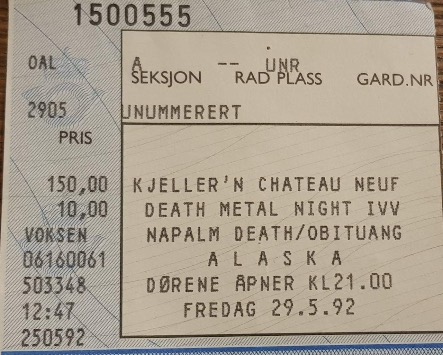 1500555
OAL A -- UNR
SEKSJON RAD PLASS GARD.NR
2905 UNUMMERERT
PRIS
150,00 KJELLER'N CHATEAU NEUF
10,00 DEATH METAL NIGHT IVV
VOKSEN NAPALM DEATH/OBITUANG
06160061 A L A S K A
503348 DØRENE ÅPNER KL21.00
12:47 FREDAG 29.5.92
250592